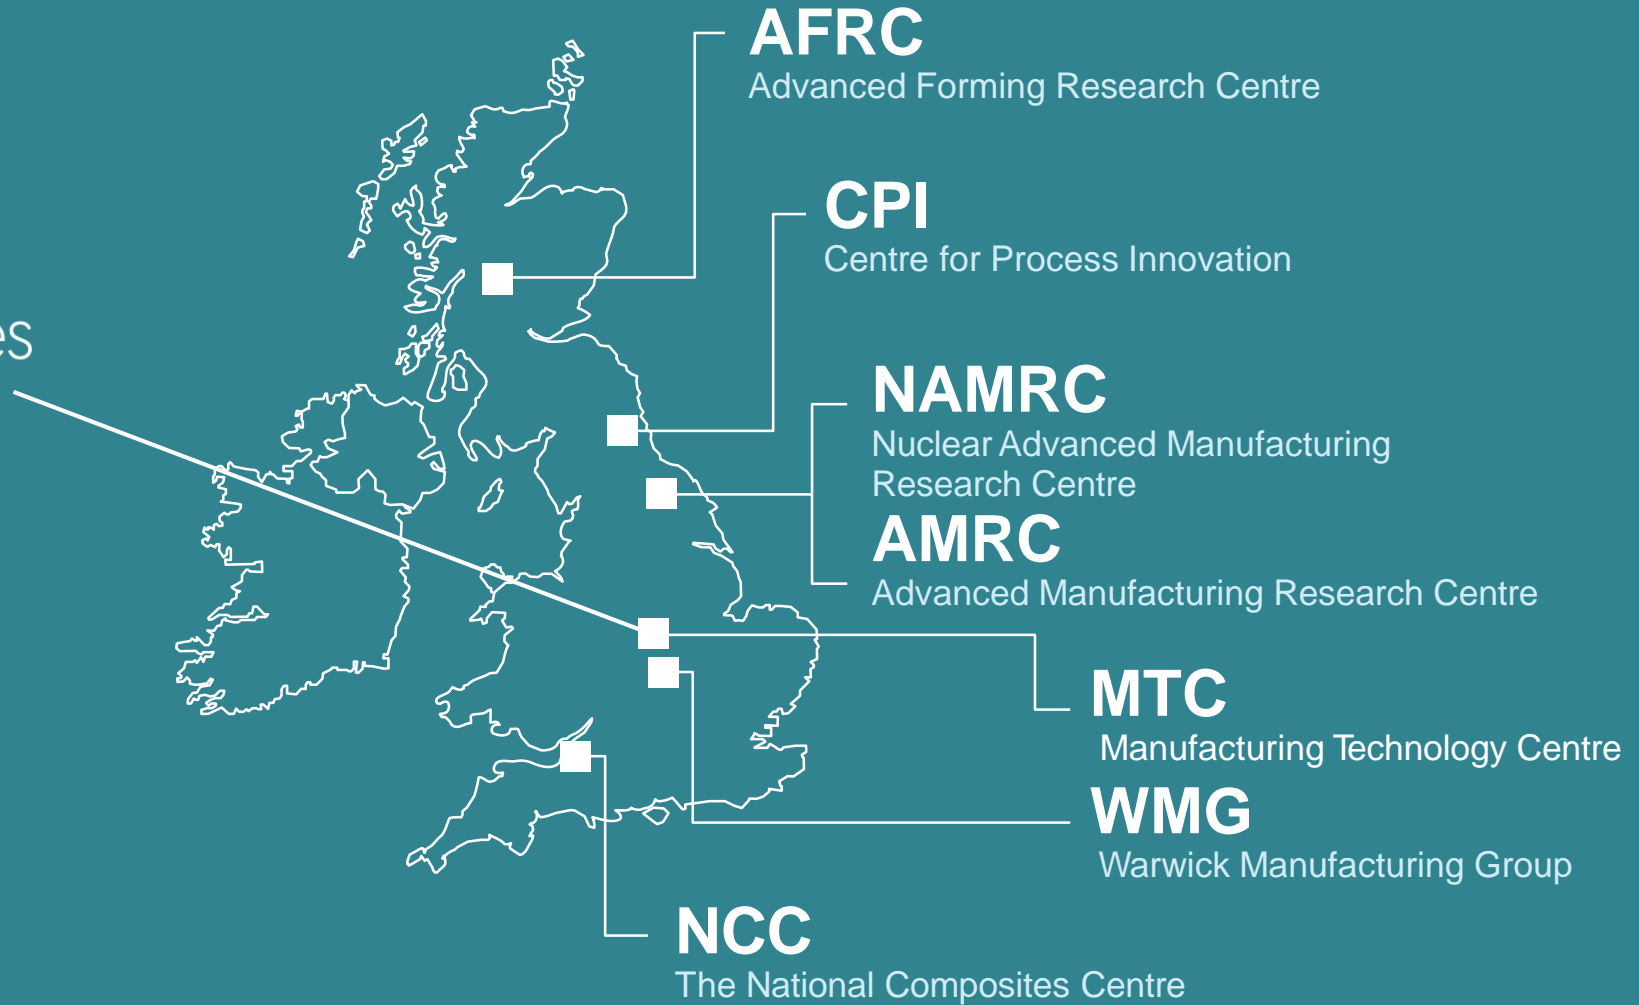 AFRC
Advanced Forming Research Centre
CPI
Centre for Process Innovation
NAMRC
Nuclear Advanced Manufacturing
Research Centre
AMRC
Advanced Manufacturing Research Centre
MTC
Manufacturing Technology Centre
WMG
Warwick Manufacturing Group
NCC
The National Composites Centre